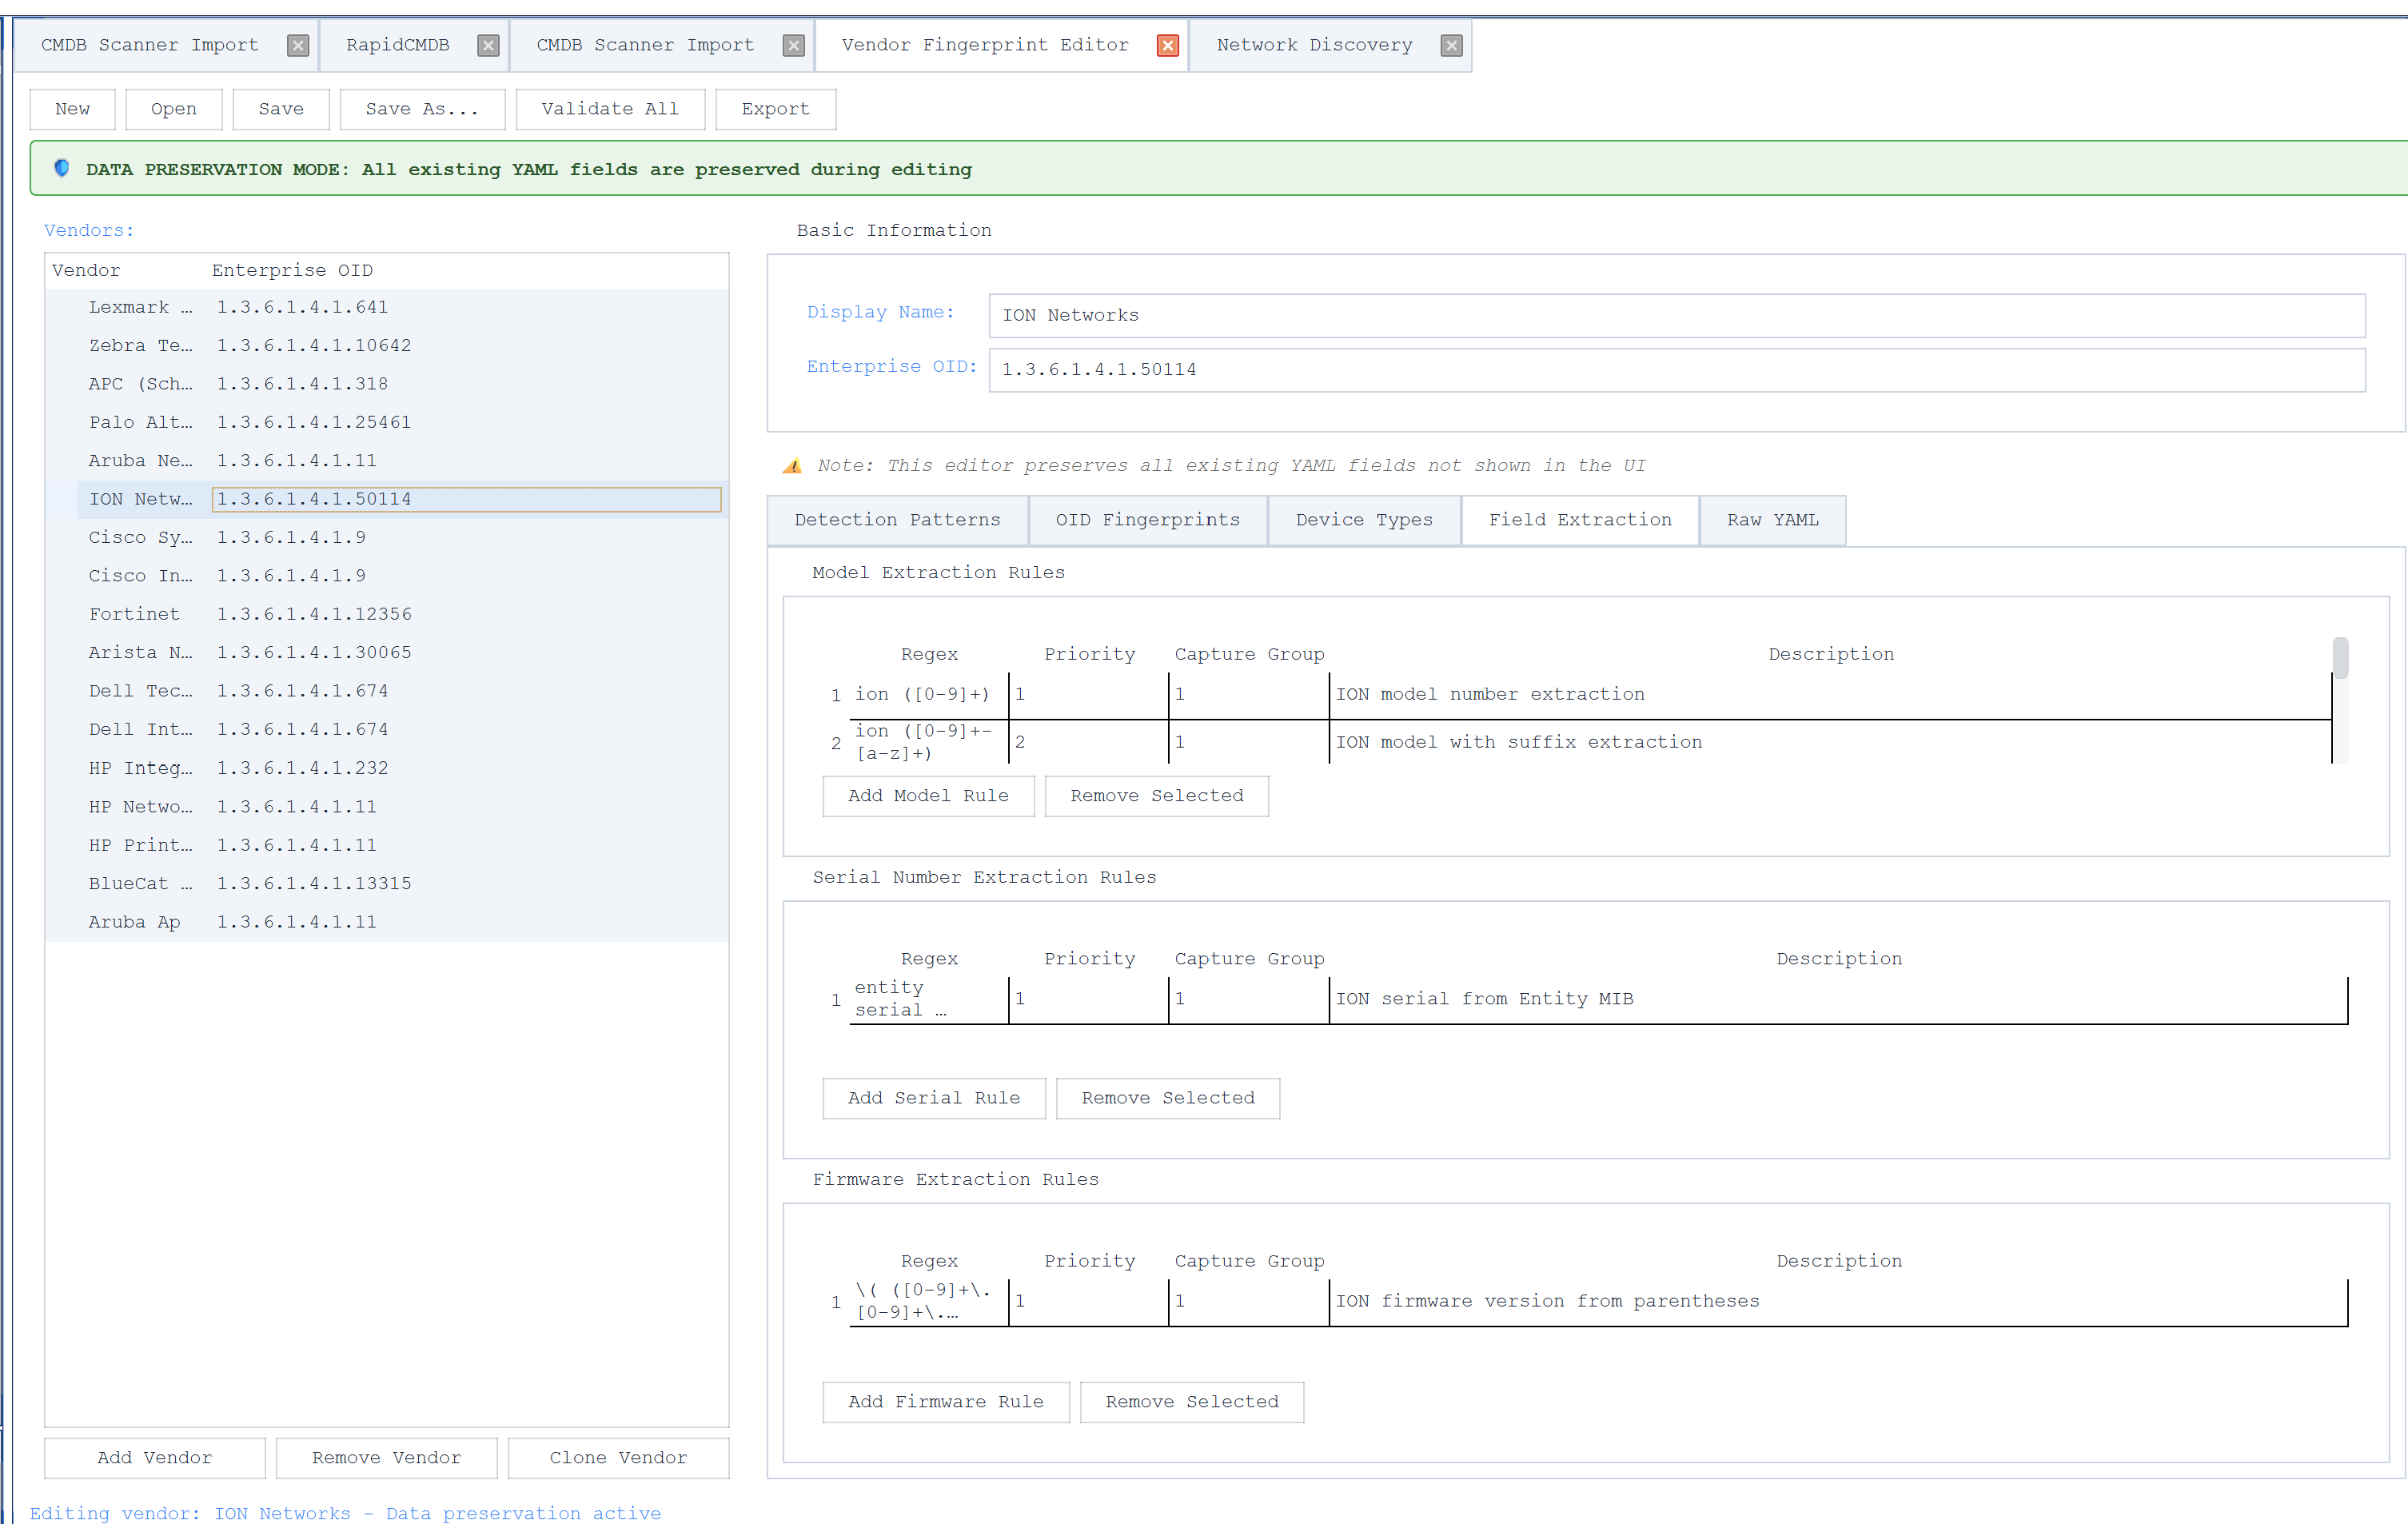 CMDB Scanner Import
RapidCMDB
CMDB Scanner Import
Vendor Fingerprint Editor
Network Discovery
New
Open
Save
Save As...
Validate All
Export
DATA PRESERVATION MODE: All existing YAML fields are preserved during editing
Vendors:
Vendor Enterprise OID
Lexmark … 1.3.6.1.4.1.641
Zebra Te… 1.3.6.1.4.1.10642
APC (Sch… 1.3.6.1.4.1.318
Palo Alt… 1.3.6.1.4.1.25461
Aruba Ne… 1.3.6.1.4.1.11
ION Netw… 1.3.6.1.4.1.50114
Cisco Sy… 1.3.6.1.4.1.9
Cisco In… 1.3.6.1.4.1.9
Fortinet 1.3.6.1.4.1.12356
Arista N… 1.3.6.1.4.1.30065
Dell Tec… 1.3.6.1.4.1.674
Dell Int… 1.3.6.1.4.1.674
HP Integ… 1.3.6.1.4.1.232
HP Netwo… 1.3.6.1.4.1.11
HP Print… 1.3.6.1.4.1.11
BlueCat … 1.3.6.1.4.1.13315
Aruba Ap 1.3.6.1.4.1.11
Add Vendor
Remove Vendor
Clone Vendor
Basic Information
Display Name: ION Networks
Enterprise OID: 1.3.6.1.4.1.50114
Note: This editor preserves all existing YAML fields not shown in the UI
Detection Patterns
OID Fingerprints
Device Types
Field Extraction
Raw YAML
Model Extraction Rules
Regex Priority Capture Group Description
1 ion ([0-9]+) 1 1 ION model number extraction
2 ion ([0-9]+-
[a-z]+) 2 1 ION model with suffix extraction
Add Model Rule
Remove Selected
Serial Number Extraction Rules
Regex Priority Capture Group Description
1 entity
serial … 1 1 ION serial from Entity MIB
Add Serial Rule
Remove Selected
Firmware Extraction Rules
Regex Priority Capture Group Description
1 \( ([0-9]+\.
[0-9]+\.… 1 1 ION firmware version from parentheses
Add Firmware Rule
Remove Selected
Editing vendor: ION Networks - Data preservation active